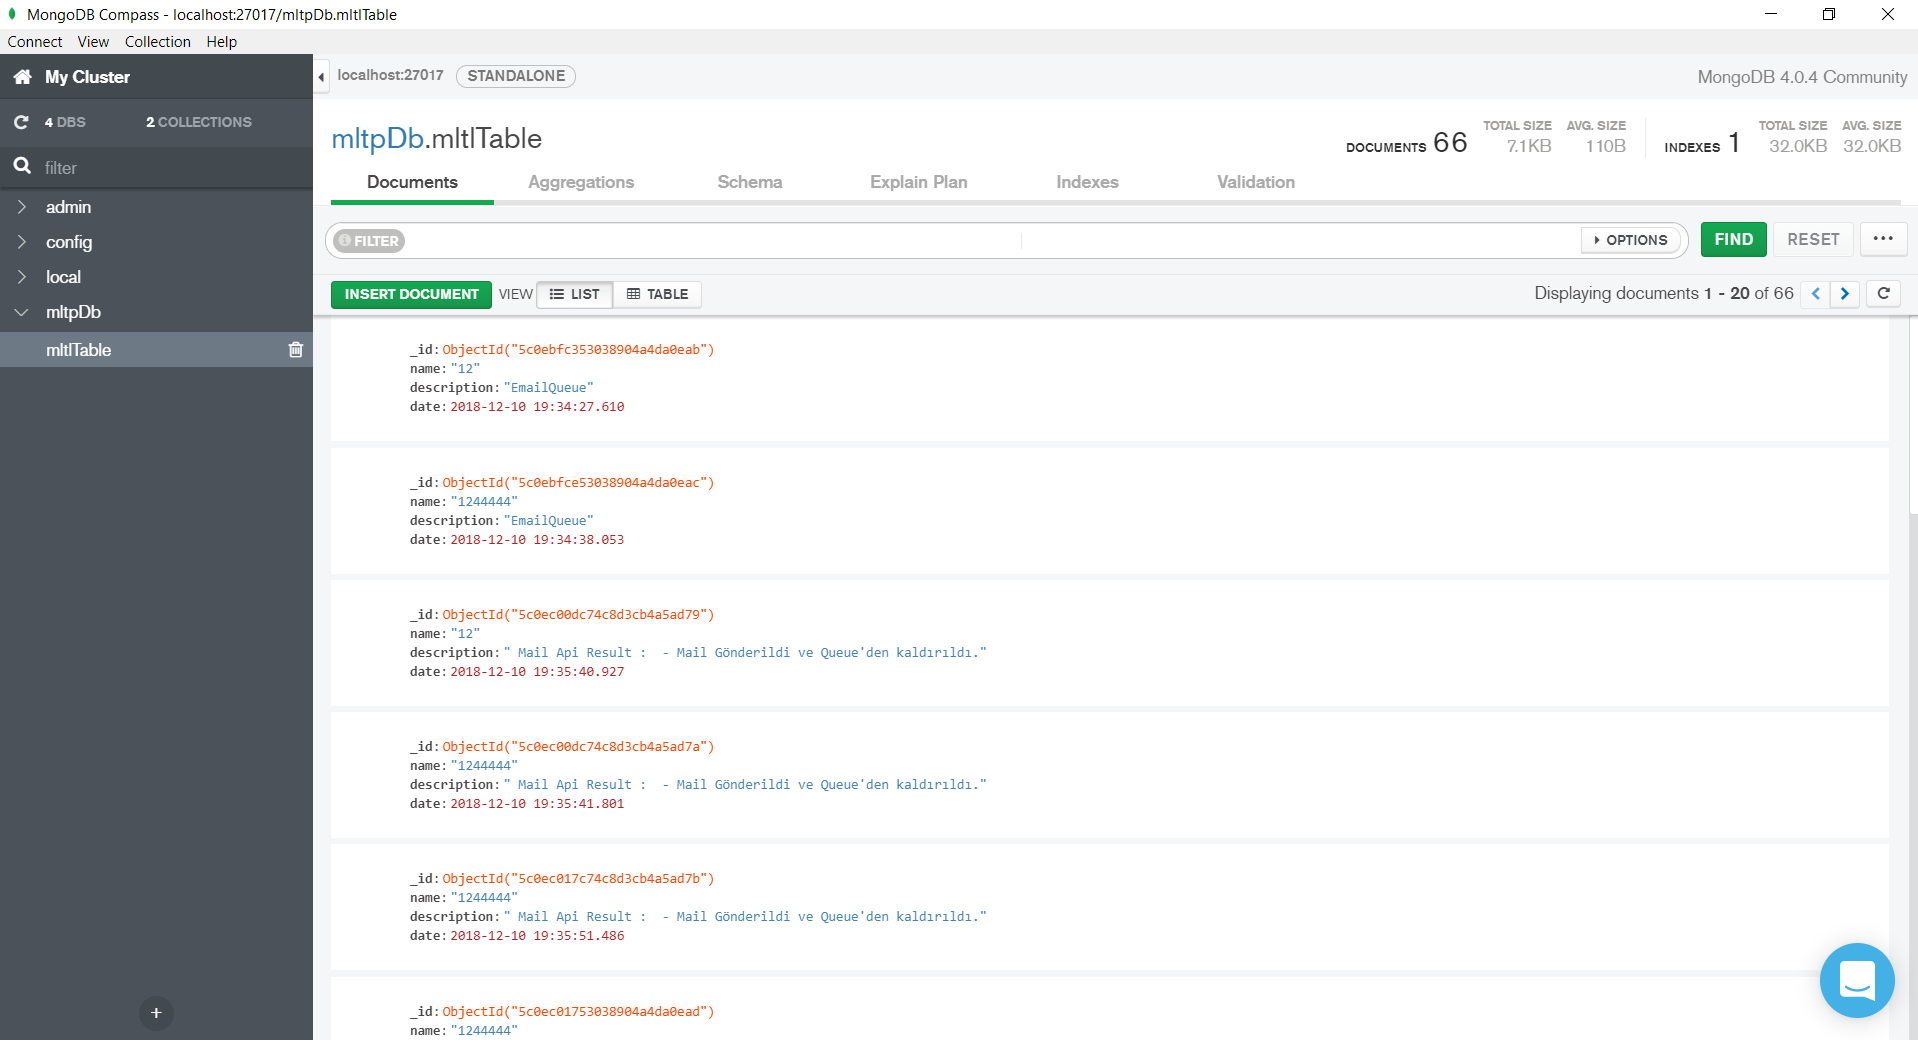 MongoDB Compass - localhost:27017/mltpDb.mltlTable
Connect View Collection Help
My Cluster
4 DBS 2 COLLECTIONS
filter
admin
config
local
mltpDb
mltlTable
localhost:27017 STANDALONE
MongoDB 4.0.4 Community
mltpDb.mltlTable
DOCUMENTS 66 TOTAL SIZE 7.1KB AVG. SIZE 110B INDEXES 1 TOTAL SIZE 32.0KB AVG. SIZE 32.0KB
Documents Aggregations Schema Explain Plan Indexes Validation
FILTER OPTIONS FIND RESET ...
INSERT DOCUMENT VIEW LIST TABLE Displaying documents 1 - 20 of 66
_id: ObjectId("5c0ebfc353038904a4da0eab")
name: "12"
description: "EmailQueue"
date: 2018-12-10 19:34:27.610
_id: ObjectId("5c0ebfce53038904a4da0eac")
name: "1244444"
description: "EmailQueue"
date: 2018-12-10 19:34:38.053
_id: ObjectId("5c0ec00dc74c8d3cb4a5ad79")
name: "12"
description: " Mail Api Result :  - Mail Gönderildi ve Queue'den kaldırıldı."
date: 2018-12-10 19:35:40.927
_id: ObjectId("5c0ec00dc74c8d3cb4a5ad7a")
name: "1244444"
description: " Mail Api Result :  - Mail Gönderildi ve Queue'den kaldırıldı."
date: 2018-12-10 19:35:41.801
_id: ObjectId("5c0ec017c74c8d3cb4a5ad7b")
name: "1244444"
description: " Mail Api Result :  - Mail Gönderildi ve Queue'den kaldırıldı."
date: 2018-12-10 19:35:51.486
_id: ObjectId("5c0ec01753038904a4da0ead")
name: "1244444"